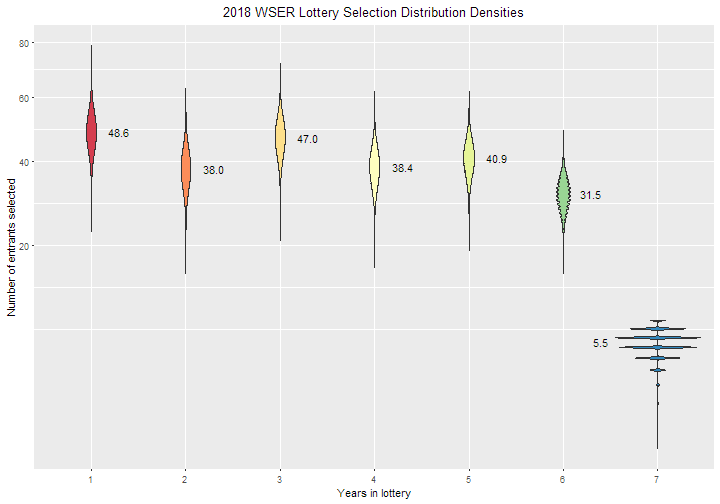 2018 WSER Lottery Selection Distribution Densities
80
60
40
20
Number of entrants selected
48.6
38.0
47.0
38.4
40.9
31.5
5.5
1 2 3 4 5 6 7
Years in lottery